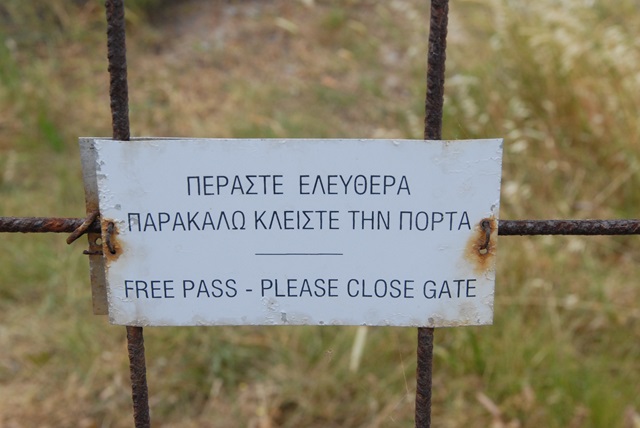 ΠΕΡΑΣΤΕ ΕΛΕΥΘΕΡΑ
ΠΑΡΑΚΑΛΩ ΚΛΕΙΣΤΕ ΤΗΝ ΠΟΡΤΑ
FREE PASS - PLEASE CLOSE GATE